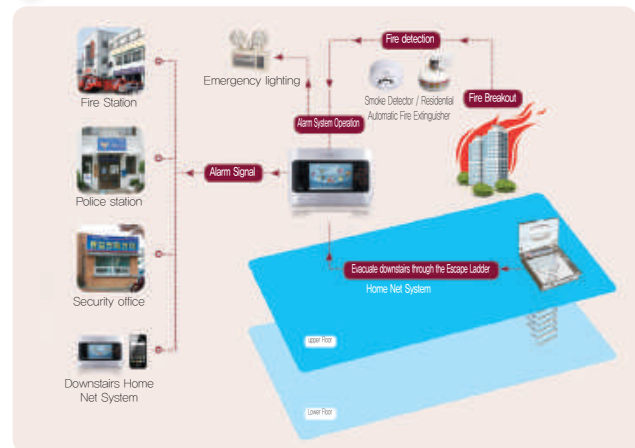 Fire detection
Emergency lighting
Fire Station
Smoke Detector / Residential
Automatic Fire Extinguisher
Fire Breakout
Alarm System Operation
Alarm Signal
Police station
Evacuate downstairs through the Escape Ladder
Home Net System
Security office
upper floor
Downstairs Home
Net System
Lower floor